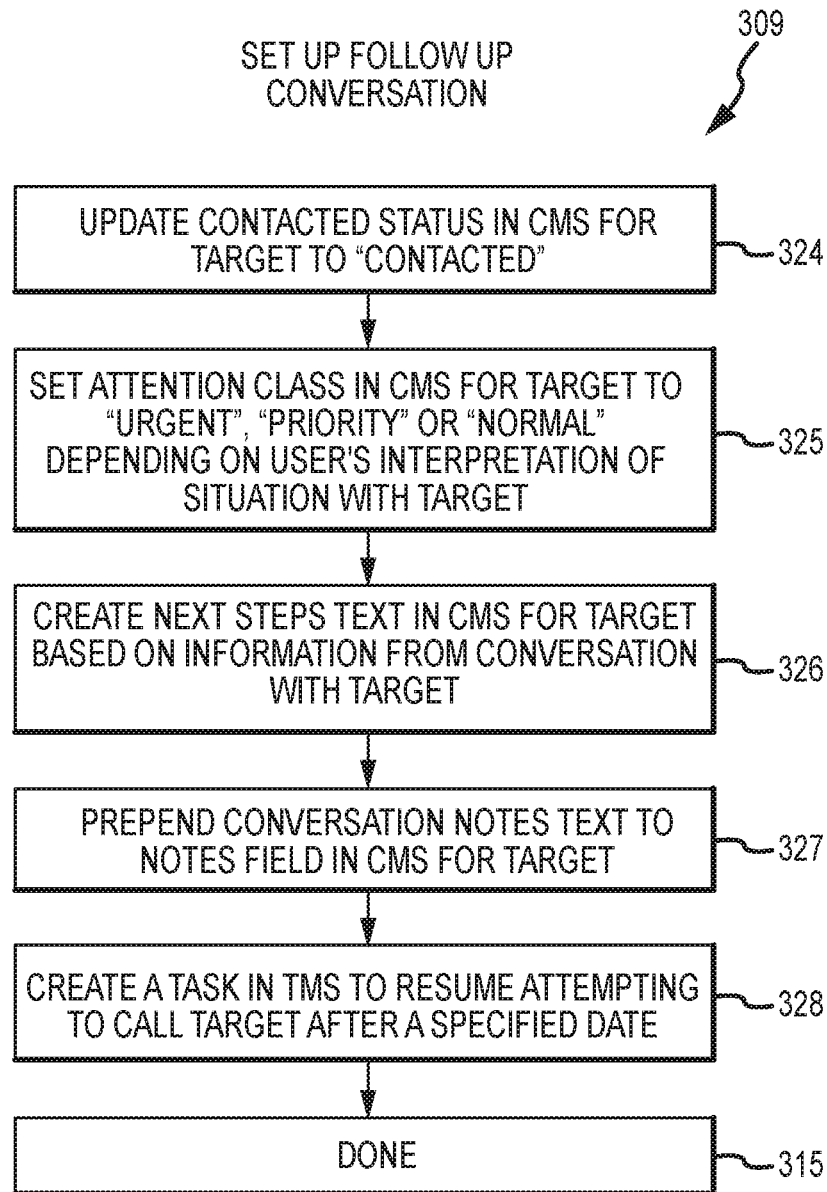 309
SET UP FOLLOW UP
CONVERSATION
UPDATE CONTACTED STATUS IN CMS FOR
TARGET TO “CONTACTED”
324
SET ATTENTION CLASS IN CMS FOR TARGET TO
“URGENT”, “PRIORITY” OR “NORMAL”
DEPENDING ON USER'S INTERPRETATION OF
SITUATION WITH TARGET
325
CREATE NEXT STEPS TEXT IN CMS FOR TARGET
BASED ON INFORMATION FROM CONVERSATION
WITH TARGET
326
PREPEND CONVERSATION NOTES TEXT TO
NOTES FIELD IN CMS FOR TARGET
327
CREATE A TASK IN TMS TO RESUME ATTEMPTING
TO CALL TARGET AFTER A SPECIFIED DATE
328
DONE
315